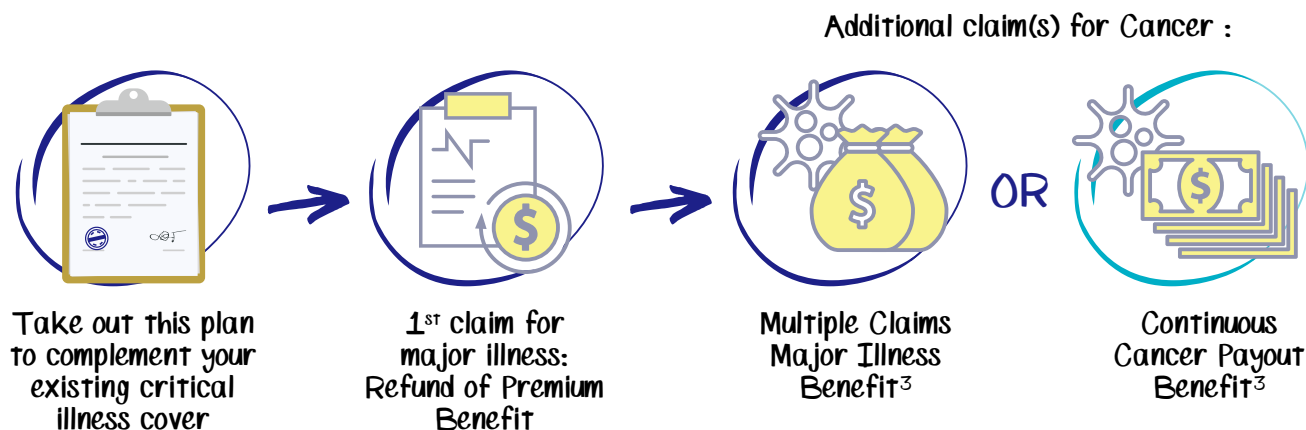 Additional claim(s) for Cancer :
$
$
$
OR
Take out this plan
to complement your
existing critical
illness cover
1st claim for
major illness:
Refund of Premium
Benefit
Multiple Claims
Major Illness
Benefit³
Continuous
Cancer Payout
Benefit³